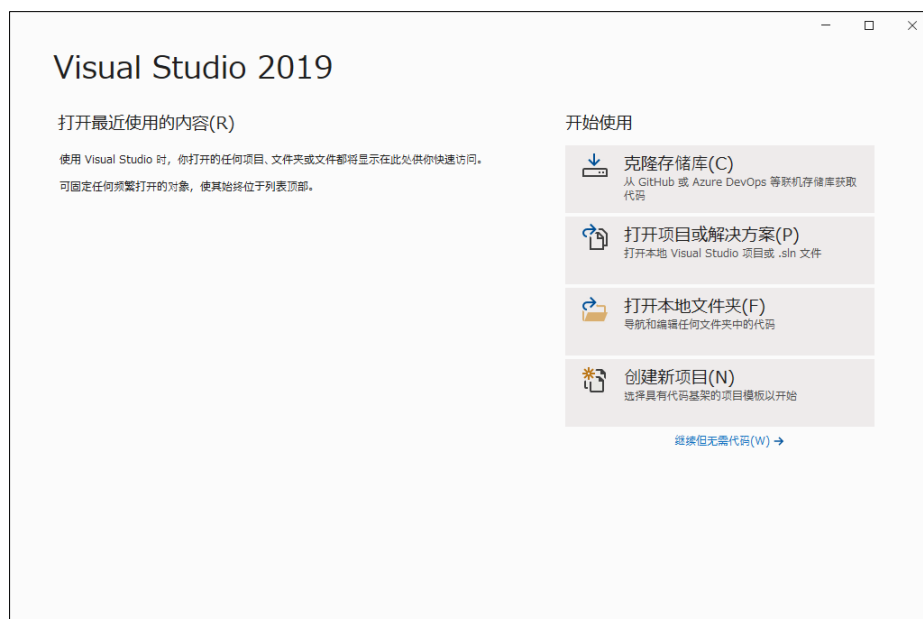 Visual Studio 2019
打开最近使用的内容(R)
使用 Visual Studio 时，你打开的任何项目、文件夹或文件都将显示在此处供你快速访问。
可固定任何频繁打开的对象，使其始终位于列表顶部。
开始使用
克隆存储库(C)
从 GitHub 或 Azure DevOps 等联机存储库获取
代码
打开项目或解决方案(P)
打开本地 Visual Studio 项目或 .sln 文件
打开本地文件夹(F)
导航和编辑任何文件夹中的代码
创建新项目(N)
选择具有代码基架的项目模板以开始
继续但无需代码(W) →